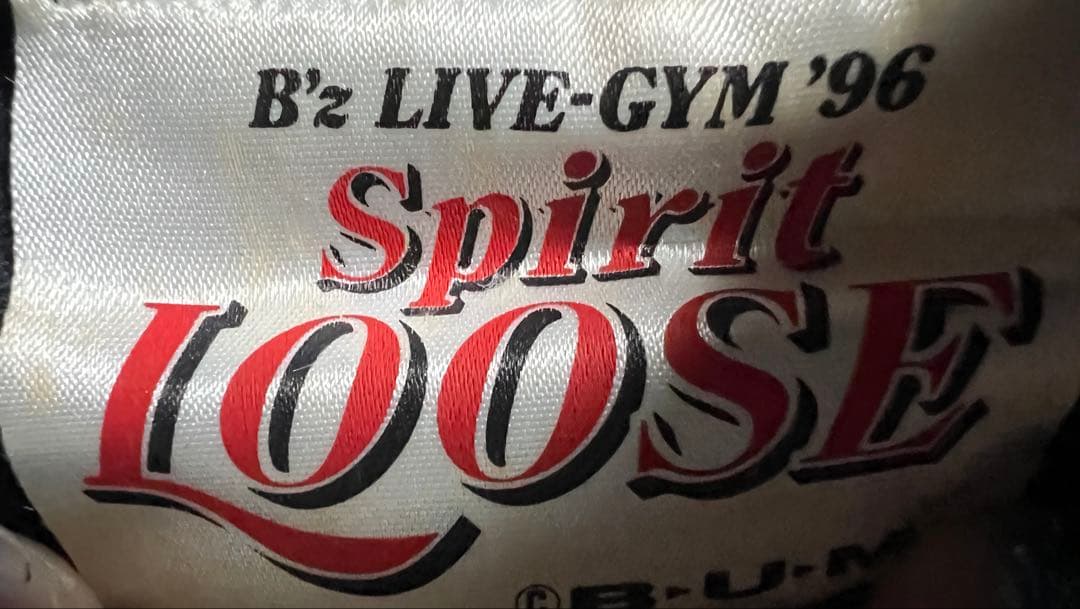 B'z LIVE-GYM '96
Spirit
LOOSE
© B·U·M